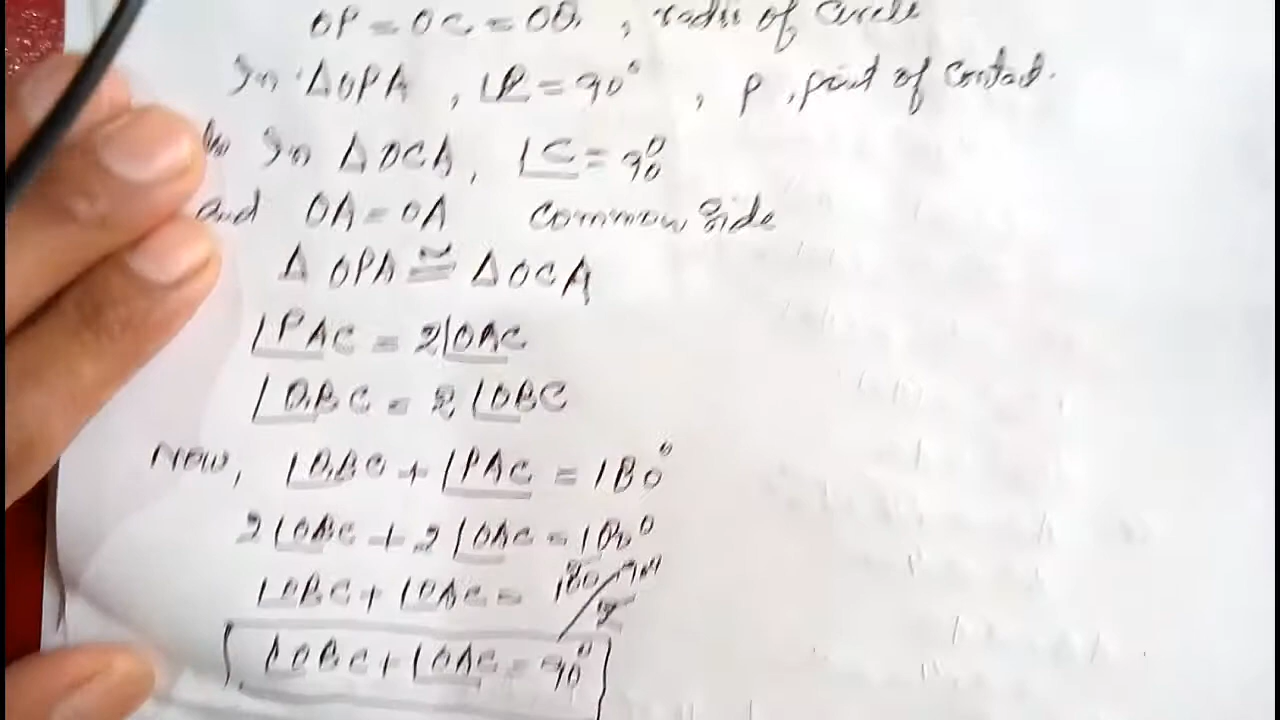 OP = OC = OQ, radii of circle
In ΔOPA, ∠P = 90°, P, point of contact.
In ΔOCA, ∠C = 90°
and OA = OA common side
ΔOPA ≅ ΔOCA
∠PAC = 2∠OAC
∠QBC = 2∠OBC
Now, ∠QBC + ∠PAC = 180°
2∠OBC + 2∠OAC = 180°
∠OBC + ∠OAC = 180/2 90
∠OBC + ∠OAC = 90°